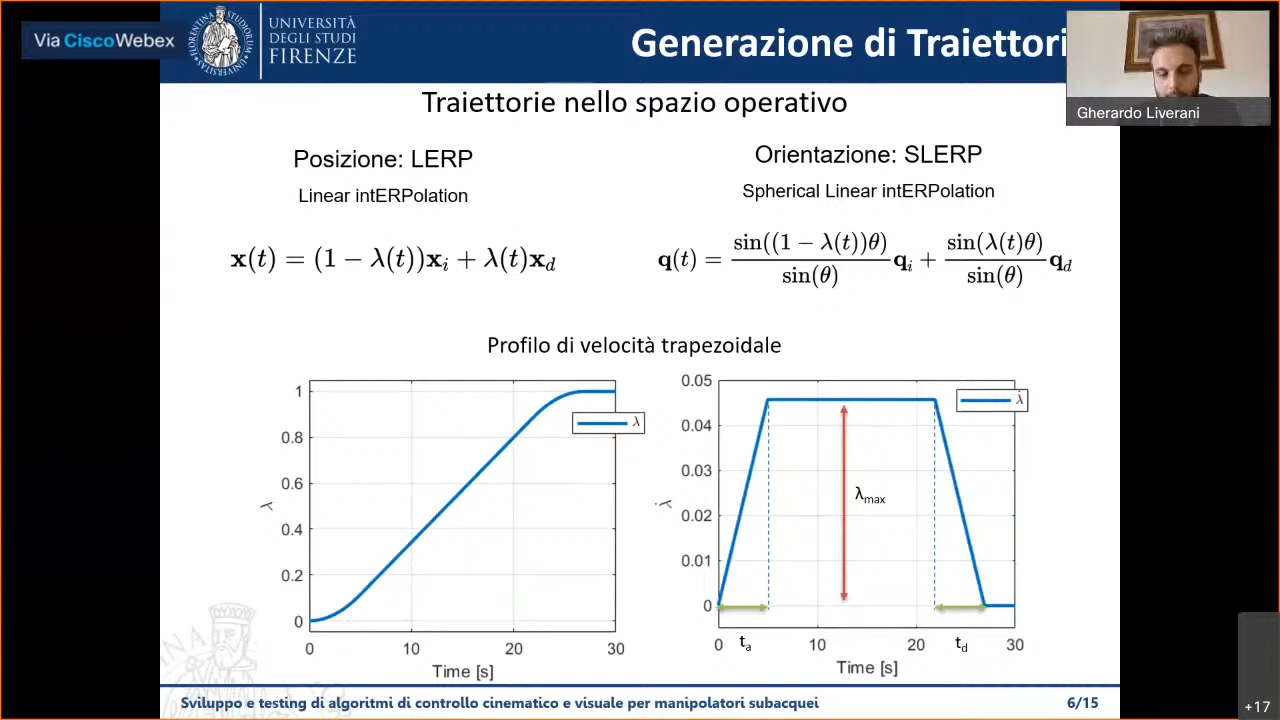 Via Cisco Webex
UNIVERSITÀ
DEGLI STUDI
FIRENZE
Generazione di Traiettori
Gherardo Liverani
Traiettorie nello spazio operativo
Posizione: LERP
Linear intERPolation
x(t) = (1 − λ(t))x_i + λ(t)x_d
Orientazione: SLERP
Spherical Linear intERPolation
q(t) = sin((1 − λ(t))θ)/sin(θ) q_i + sin(λ(t)θ)/sin(θ) q_d
Profilo di velocità trapezoidale
1
0.8
0.6
0.4
0.2
0
λ
λ
0 10 20 30
Time [s]
0.05
0.04
0.03
0.02
0.01
0
λ̇
λ̇
λmax
0 ta 10 20 td 30
Time [s]
Sviluppo e testing di algoritmi di controllo cinematico e visuale per manipolatori subacquei
6/15
+17